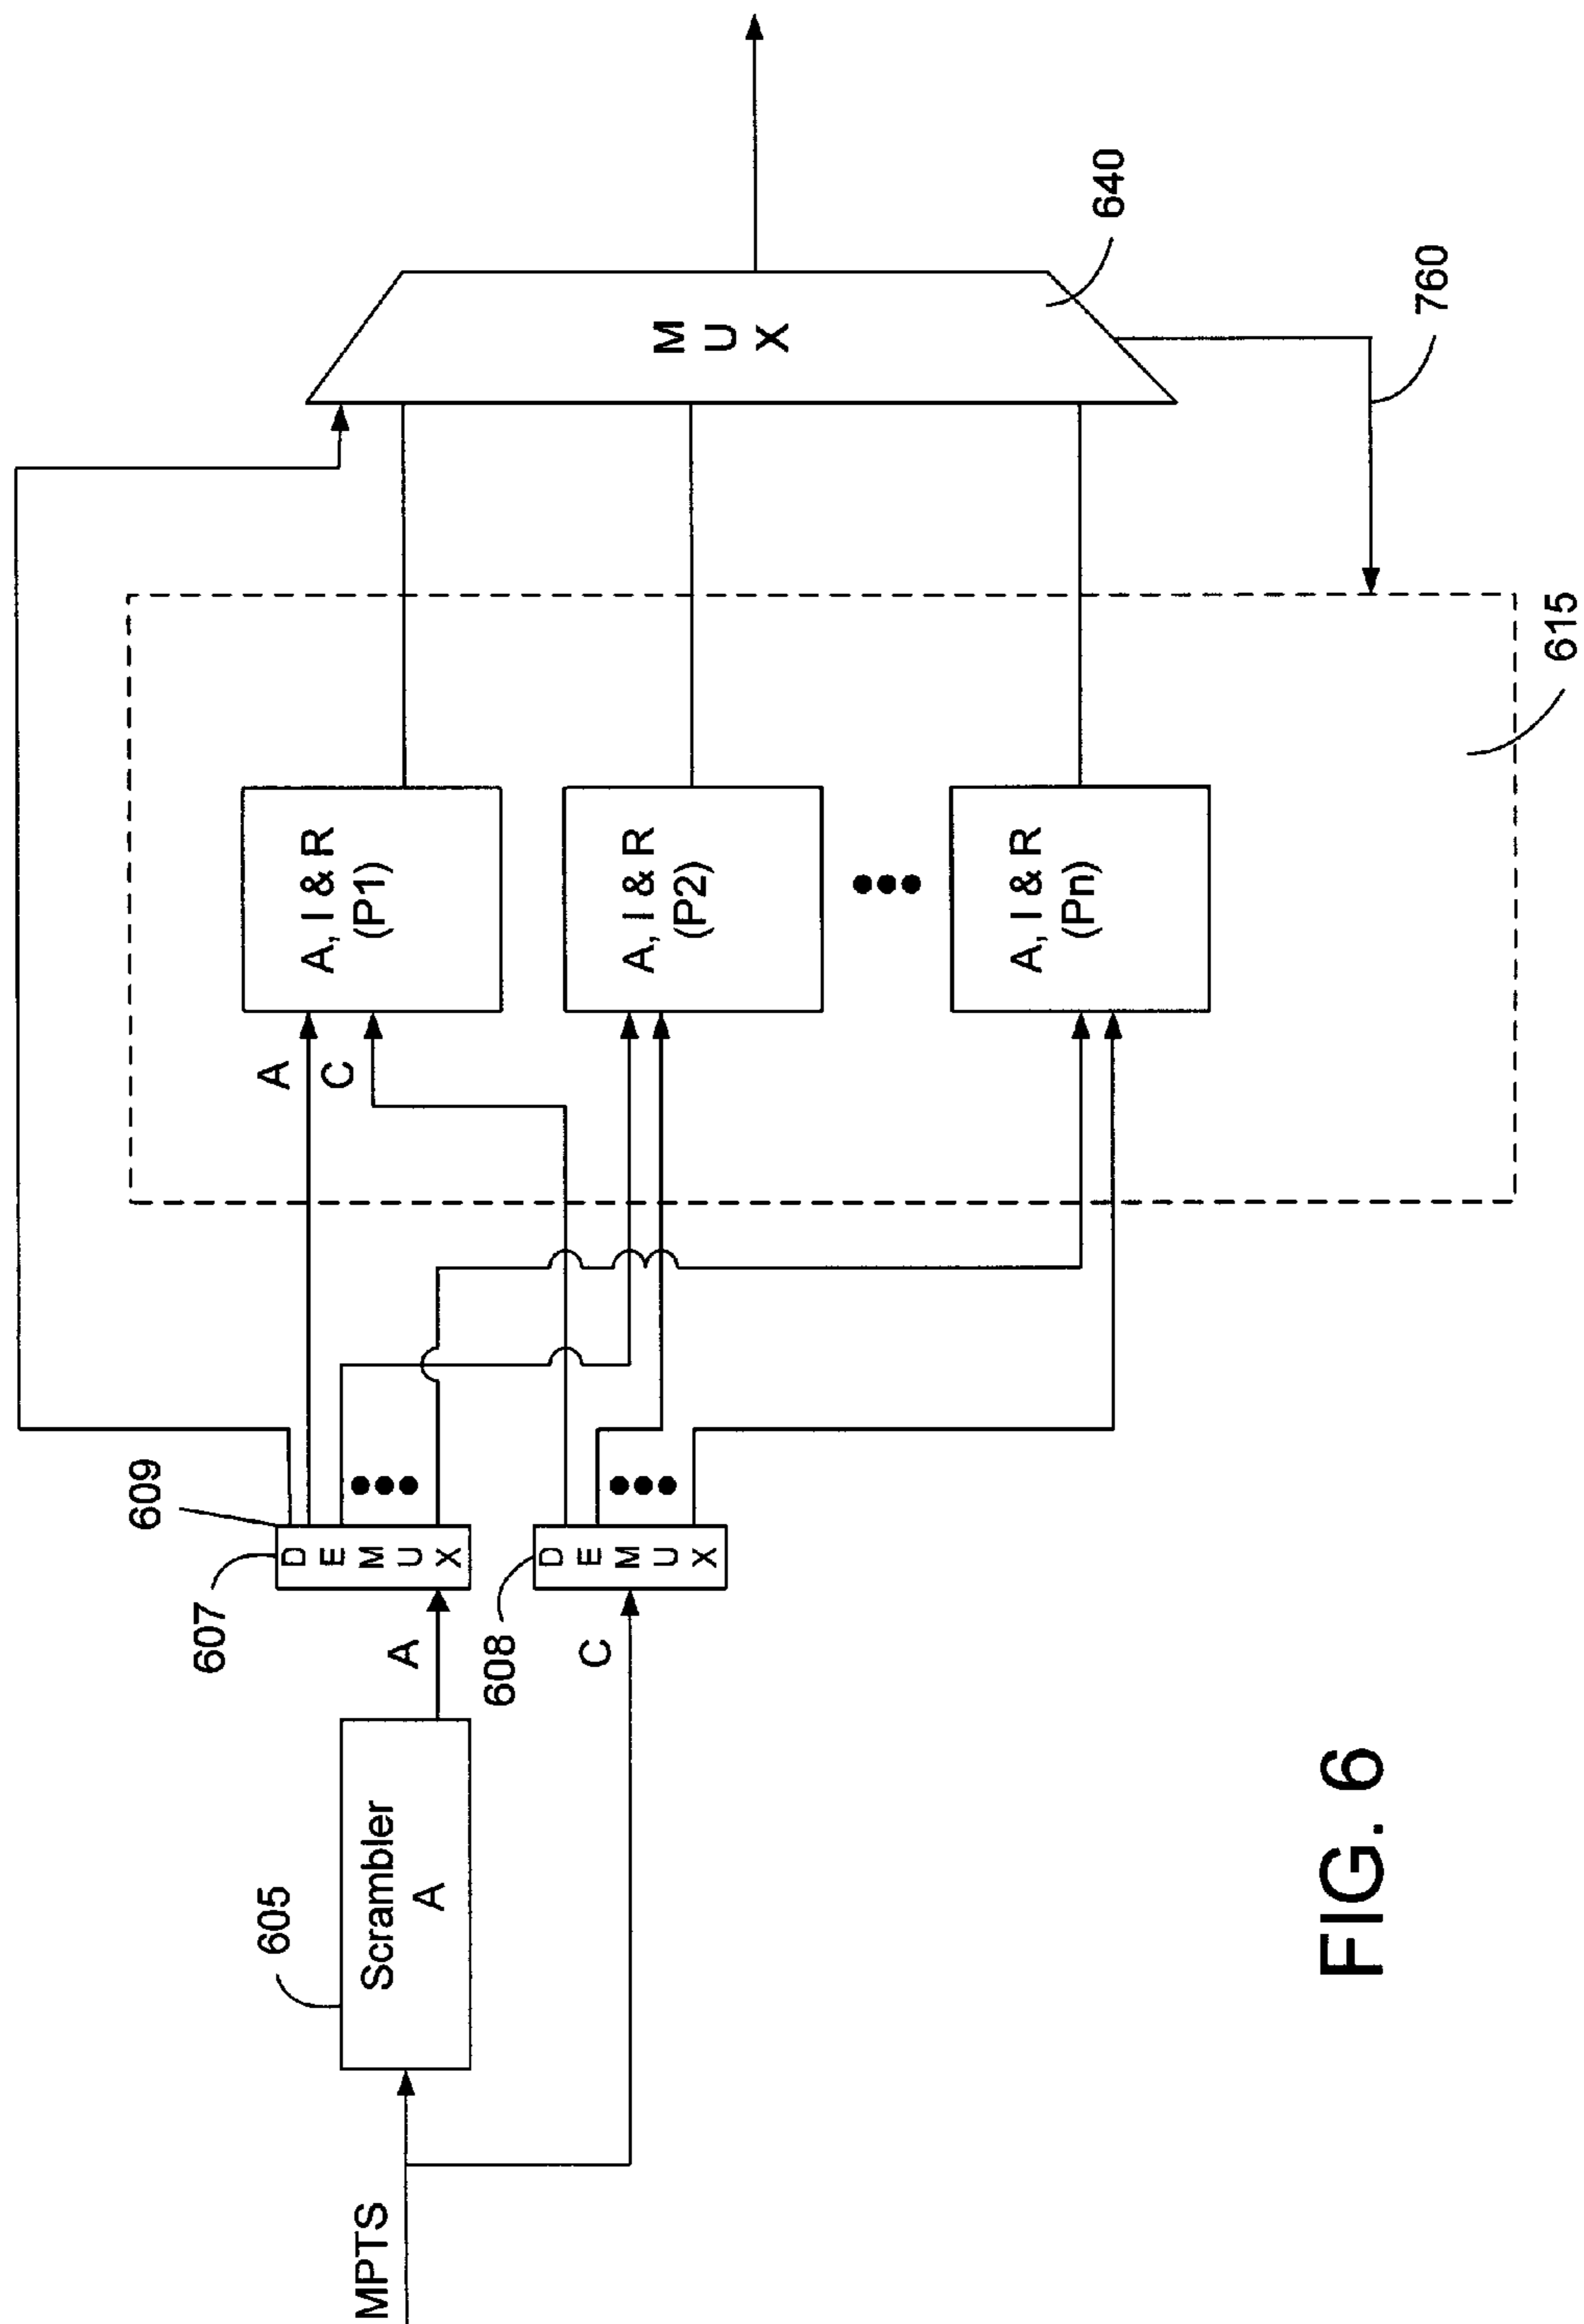 MPTS
605
Scrambler
A
A
607
609
D
E
M
U
X
C
608
D
E
M
U
X
A
C
A, I & R
(P1)
A, I & R
(P2)
A, I & R
(Pn)
615
M
U
X
640
760
FIG. 6